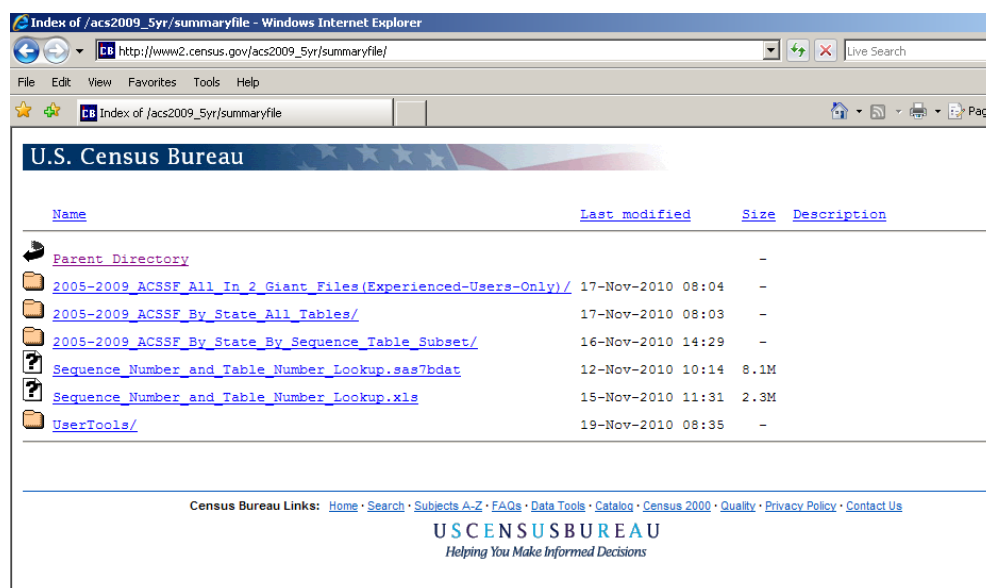 Index of /acs2009_5yr/summaryfile - Windows Internet Explorer
CB http://www2.census.gov/acs2009_5yr/summaryfile/ Live Search
File Edit View Favorites Tools Help
CB Index of /acs2009_5yr/summaryfile
U.S. Census Bureau
Name Last modified Size Description
Parent Directory -
2005-2009_ACSSF_All_In_2_Giant_Files(Experienced-Users-Only)/ 17-Nov-2010 08:04 -
2005-2009_ACSSF_By_State_All_Tables/ 17-Nov-2010 08:03 -
2005-2009_ACSSF_By_State_By_Sequence_Table_Subset/ 16-Nov-2010 14:29 -
Sequence_Number_and_Table_Number_Lookup.sas7bdat 12-Nov-2010 10:14 8.1M
Sequence_Number_and_Table_Number_Lookup.xls 15-Nov-2010 11:31 2.3M
UserTools/ 19-Nov-2010 08:35 -
Census Bureau Links: Home · Search · Subjects A-Z · FAQs · Data Tools · Catalog · Census 2000 · Quality · Privacy Policy · Contact Us
USCENSUSBUREAU
Helping You Make Informed Decisions